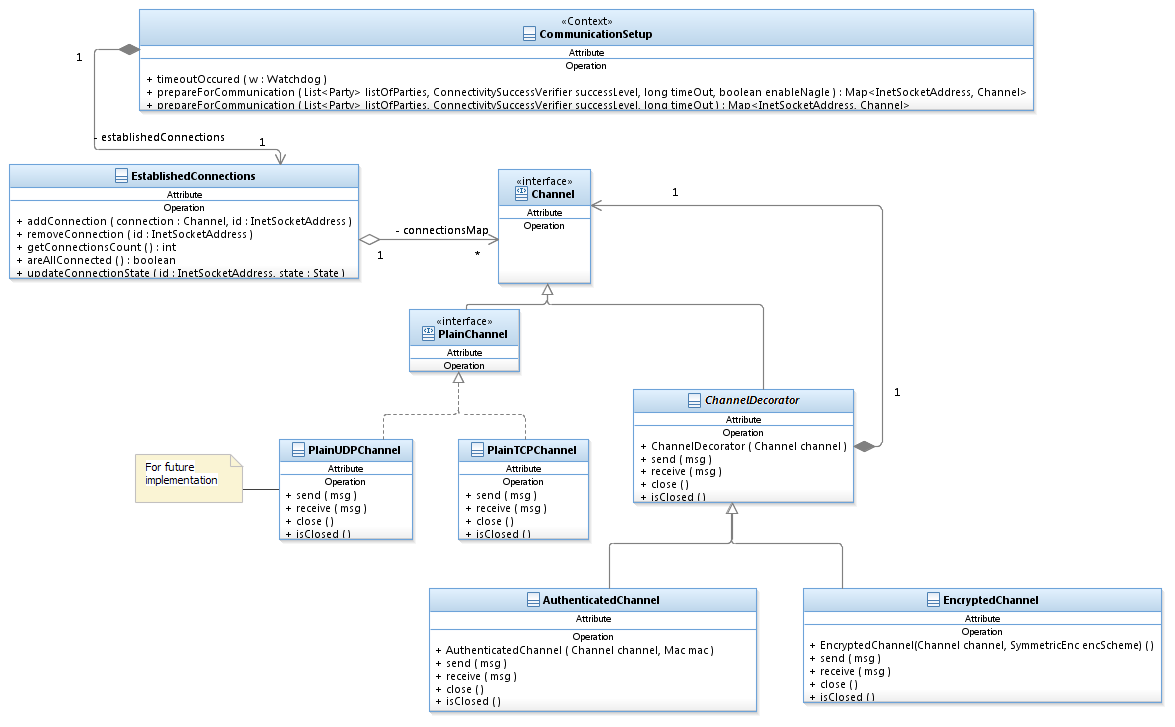 «Context»
CommunicationSetup
Attribute
Operation
+ timeoutOccured ( w : Watchdog )
+ prepareForCommunication ( List<Party> listOfParties, ConnectivitySuccessVerifier successLevel, long timeOut, boolean enableNagle ) : Map<InetSocketAddress, Channel>
+ prepareForCommunication ( List<Party> listOfParties, ConnectivitySuccessVerifier successLevel, long timeOut ) : Map<InetSocketAddress, Channel>
1
- establishedConnections
1
EstablishedConnections
Attribute
Operation
+ addConnection ( connection : Channel, id : InetSocketAddress )
+ removeConnection ( id : InetSocketAddress )
+ getConnectionsCount ( ) : int
+ areAllConnected ( ) : boolean
+ updateConnectionState ( id : InetSocketAddress, state : State )
- connectionsMap
1
*
«interface»
Channel
Attribute
Operation
1
1
«interface»
PlainChannel
Attribute
Operation
ChannelDecorator
Attribute
Operation
+ ChannelDecorator ( Channel channel )
+ send ( msg )
+ receive ( msg )
+ close ( )
+ isClosed ( )
For future
implementation
PlainUDPChannel
Attribute
Operation
+ send ( msg )
+ receive ( msg )
+ close ( )
+ isClosed ( )
PlainTCPChannel
Attribute
Operation
+ send ( msg )
+ receive ( msg )
+ close ( )
+ isClosed ( )
AuthenticatedChannel
Attribute
Operation
+ AuthenticatedChannel ( Channel channel, Mac mac )
+ send ( msg )
+ receive ( msg )
+ close ( )
+ isClosed ( )
EncryptedChannel
Attribute
Operation
+ EncryptedChannel(Channel channel, SymmetricEnc encScheme) ( )
+ send ( msg )
+ receive ( msg )
+ close ( )
+ isClosed ( )